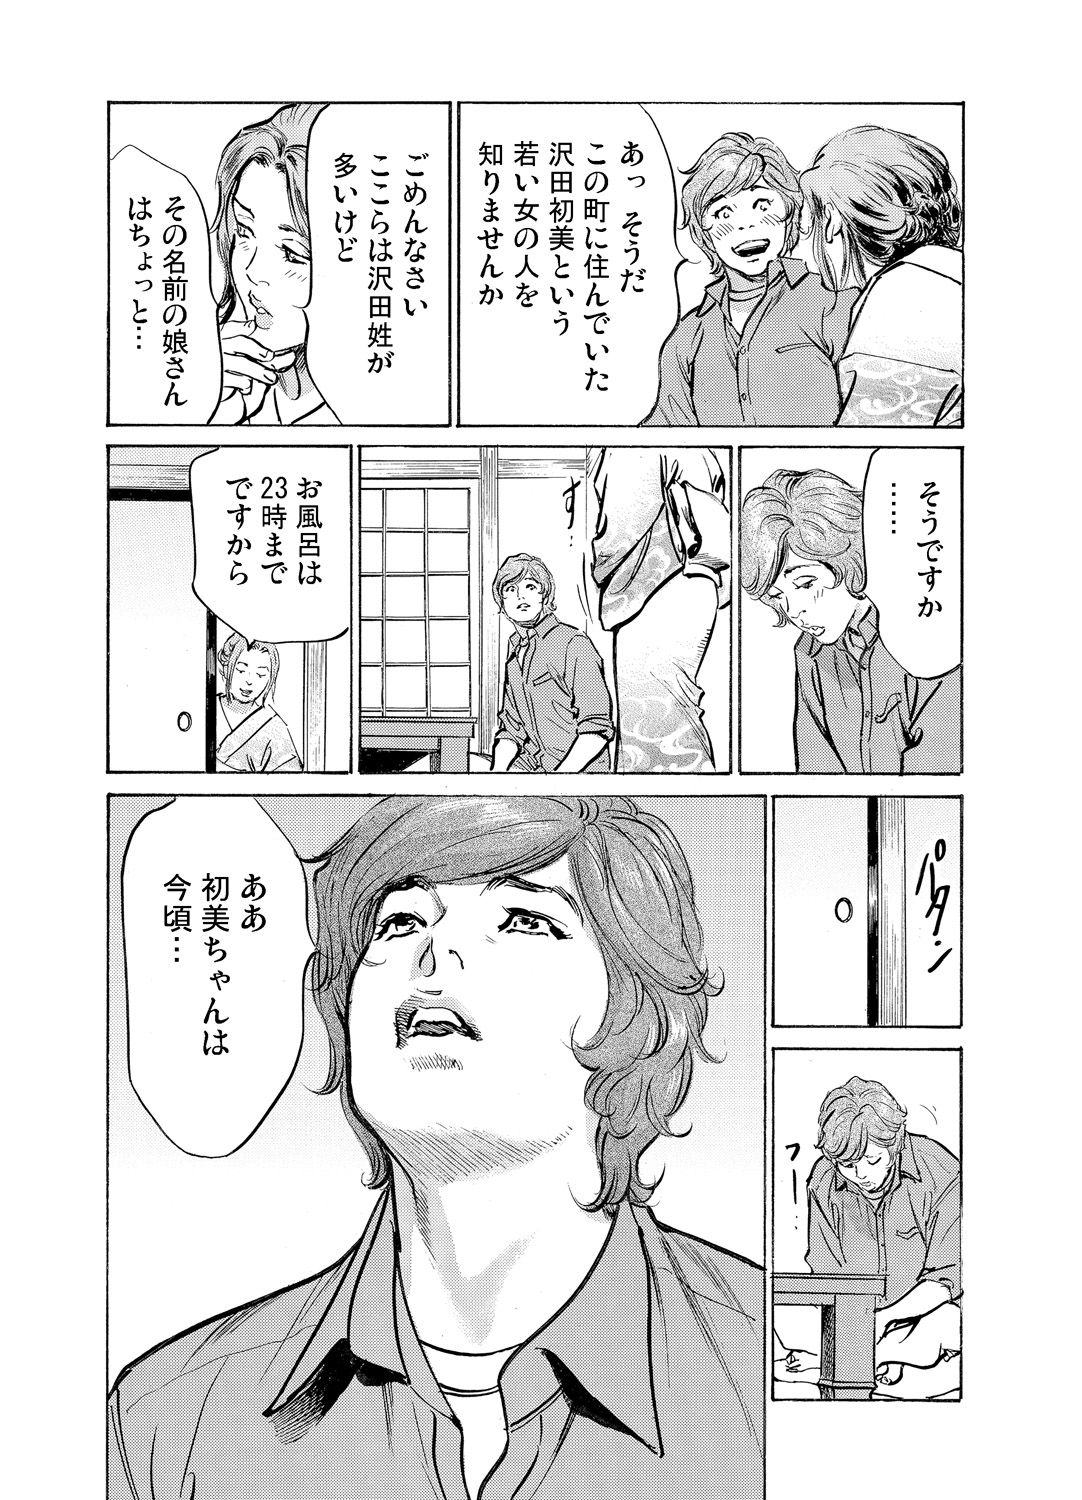 あっ そうだ
この町に住んでいた
沢田初美という
若い女の人を
知りませんか
ごめんなさい
ここらは沢田姓が
多いけど
その名前の娘さん
はちょっと…
そうですか
……
す…
お風呂は
23時まで
ですから
パタン
ふー…
ああ
初美ちゃんは
今頃…